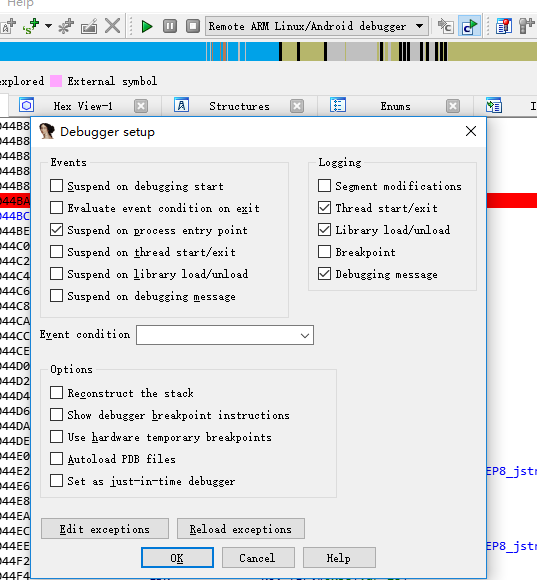 Help
Remote ARM Linux/Android debugger
explored External symbol
Hex View-1 Structures Enums
044B8
044B8
044B8
044B8
044B8
044BA
044BC
044BE
044C0
044C2
044C4
044C6
044C8
044CA
044CC
044CE
044D0
044D2
044D4
044D6
044DA
044DE
044E0
044E2
044E6
044E8
044EA
044EC
044EE
044F2
044F4
EP8_jstr
EP8_jstr
Debugger setup
Events
Suspend on debugging start
Evaluate event condition on exit
Suspend on process entry point
Suspend on thread start/exit
Suspend on library load/unload
Suspend on debugging message
Logging
Segment modifications
Thread start/exit
Library load/unload
Breakpoint
Debugging message
Event condition
Options
Reconstruct the stack
Show debugger breakpoint instructions
Use hardware temporary breakpoints
Autoload PDB files
Set as just-in-time debugger
Edit exceptions Reload exceptions
OK Cancel Help